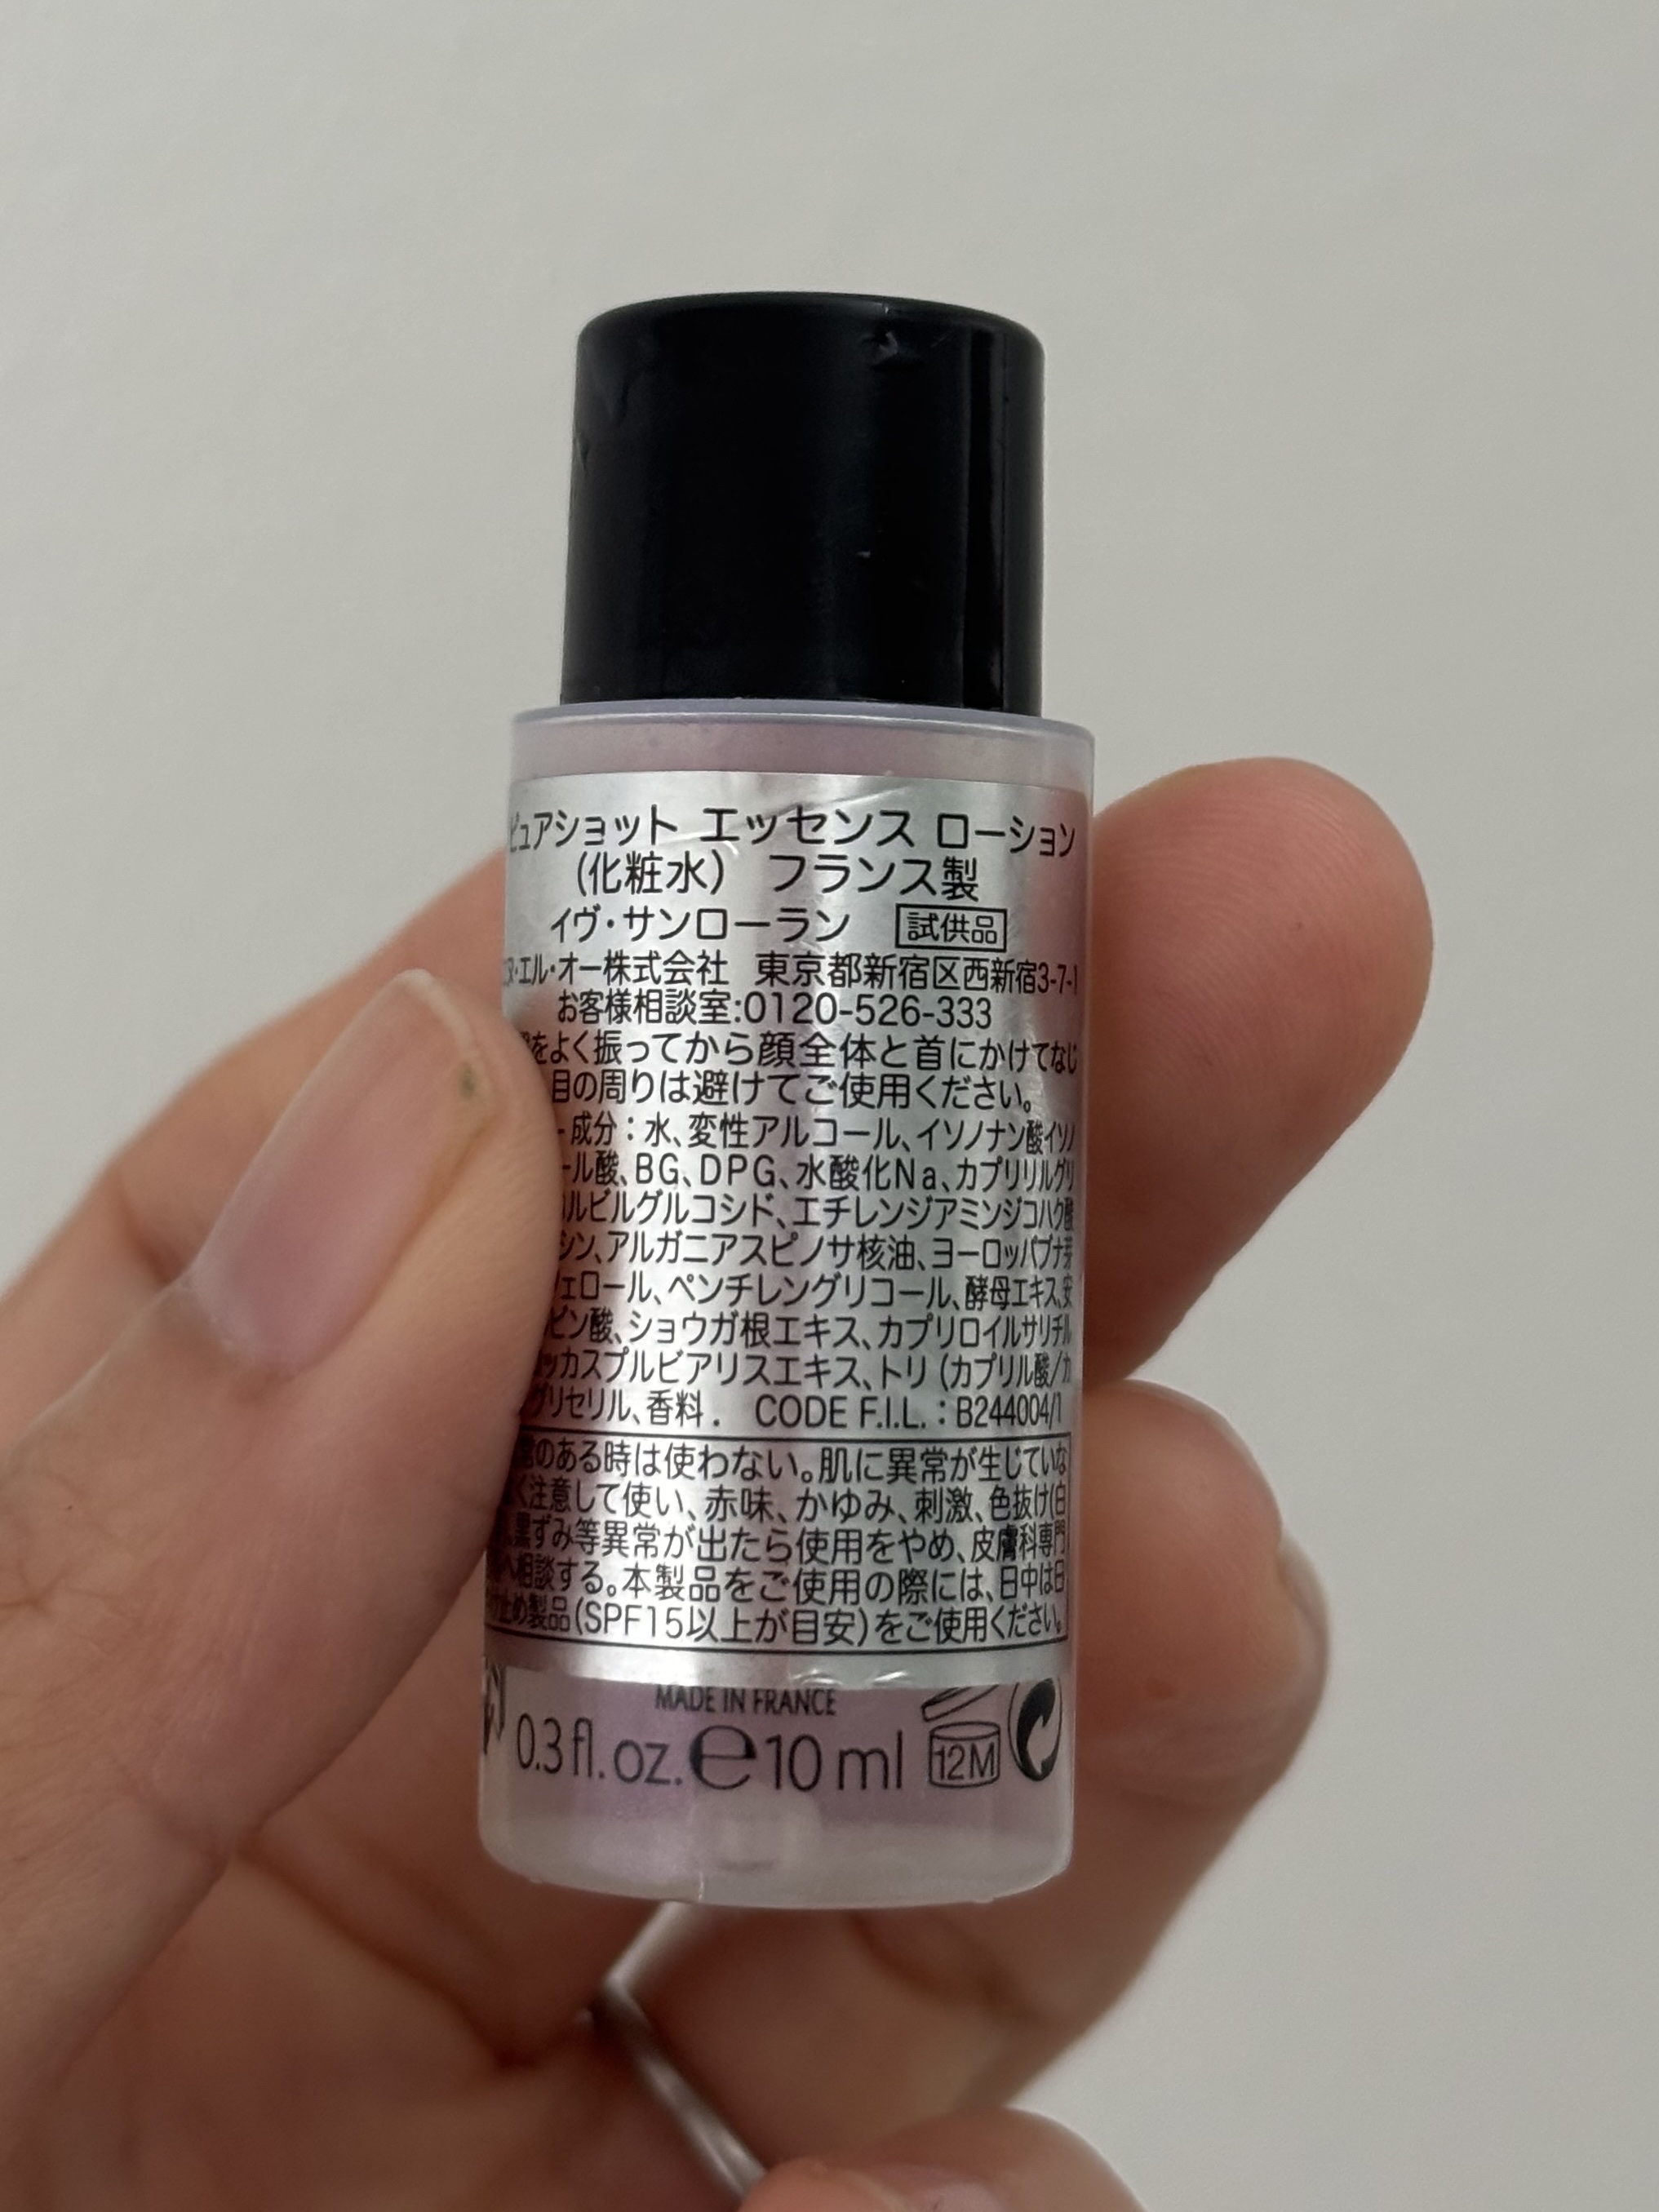 ピュアショット エッセンス ローション
(化粧水) フランス製
イヴ・サンローラン 試供品
エヌ・エル・オー株式会社 東京都新宿区西新宿3-7-1
お客様相談室:0120-526-333
をよく振ってから顔全体と首にかけてなじ
目の周りは避けてご使用ください。
成分:水、変性アルコール、イソノナン酸イソノ
ール酸、BG、DPG、水酸化Na、カプリリルグリ
ルビルグルコシド、エチレンジアミンジコハク酸
シン、アルガニアスピノサ核油、ヨーロッパブナ芽
ェロール、ペンチレングリコール、酵母エキス、安
ビン酸、ショウガ根エキス、カプリロイルサリチル
ッカスプルビアリスエキス、トリ (カプリル酸/カ
グリセリル、香料. CODE F.I.L. : B244004/1
のある時は使わない。肌に異常が生じていな
く注意して使い、赤味、かゆみ、刺激、色抜け(白
黒ずみ等異常が出たら使用をやめ、皮膚科専門
へ相談する。本製品をご使用の際には、日中は日
け止め製品(SPF15以上が目安)をご使用ください。
MADE IN FRANCE
0.3 fl. oz. ℮ 10 ml 12M